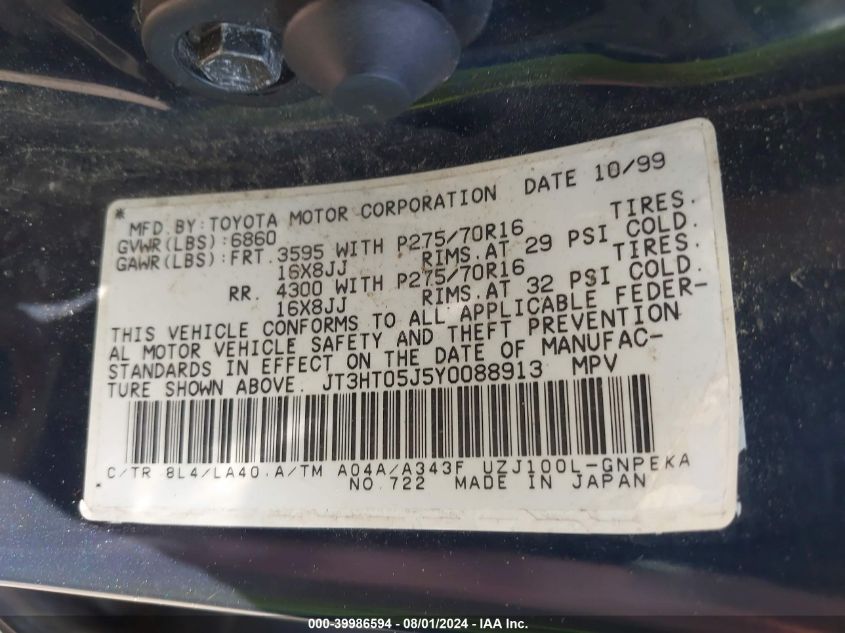 * MFD.BY:TOYOTA MOTOR CORPORATION DATE 10/99
GVWR(LBS):6860
GAWR(LBS):FRT. 3595 WITH P275/70R16 TIRES.
16X8JJ RIMS.AT 29 PSI COLD.
RR. 4300 WITH P275/70R16 TIRES.
16X8JJ RIMS.AT 32 PSI COLD.
THIS VEHICLE CONFORMS TO ALL APPLICABLE FEDER-
AL MOTOR VEHICLE SAFETY AND THEFT PREVENTION
STANDARDS IN EFFECT ON THE DATE OF MANUFAC-
TURE SHOWN ABOVE. JT3HT05J5Y0088913 MPV
C/TR 8L4/LA40.A/TM A04A/A343F UZJ100L-GNPEKA
NO.722 MADE IN JAPAN
000-39986594 - 08/01/2024 - IAA Inc.